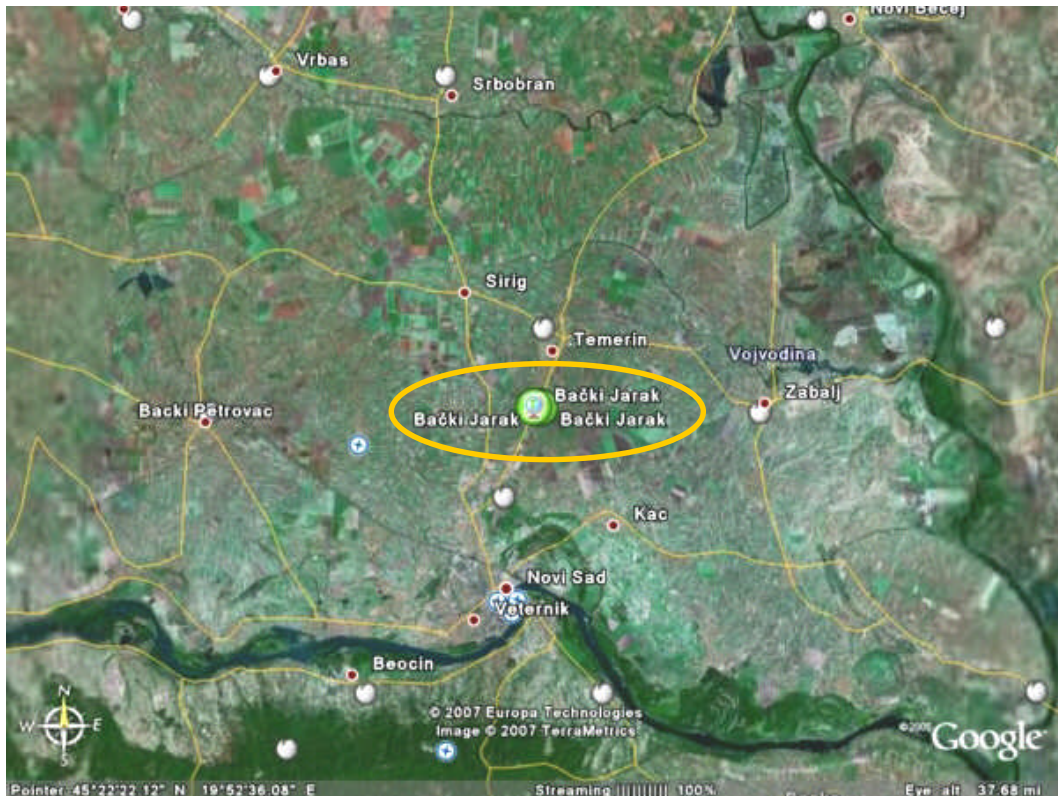 Novi Becej
Vrbas
Srbobran
Sirig
Temerin
Vojvodina
Bački Jarak
Bački Jarak
Bački Jarak
Zabalj
Backi Petrovac
Kac
Novi Sad
Veternik
Beocin
N
W E
S
© 2007 Europa Technologies
Image © 2007 TerraMetrics
Google
Pointer 45°22'22.12" N 19°52'36.08" E Streaming |||||||||| 100% Eye alt 37.68 mi